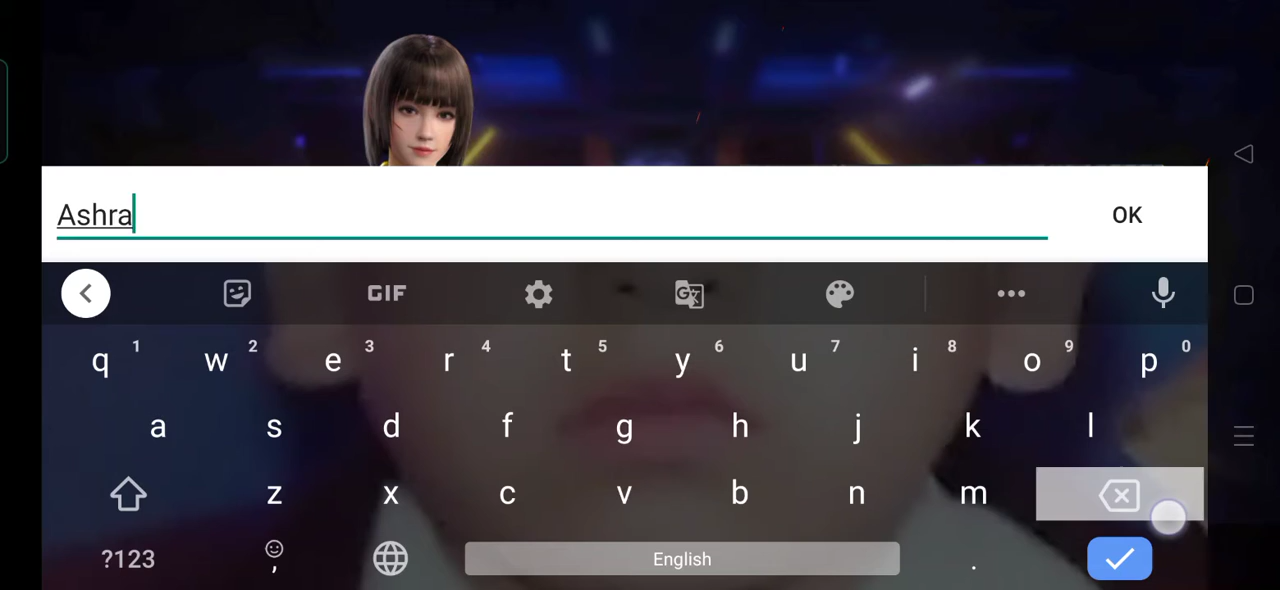 Ashra
OK
GIF
q 1 w 2 e 3 r 4 t 5 y 6 u 7 i 8 o 9 p 0
a s d f g h j k l
z x c v b n m
?123 , English .